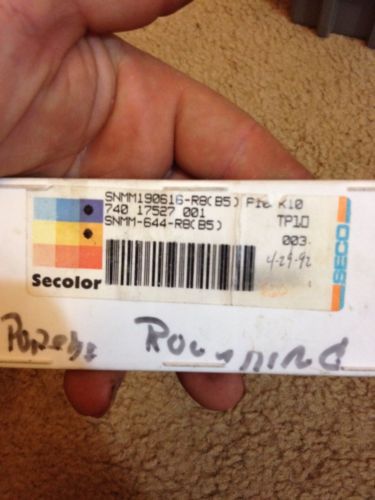 SNMM190616-R8(B5) P10 K10
740 17527 001
TP10
SNMM-644-R8(B5)
003
4-29-92
SECO
Secolor
ROUGHING